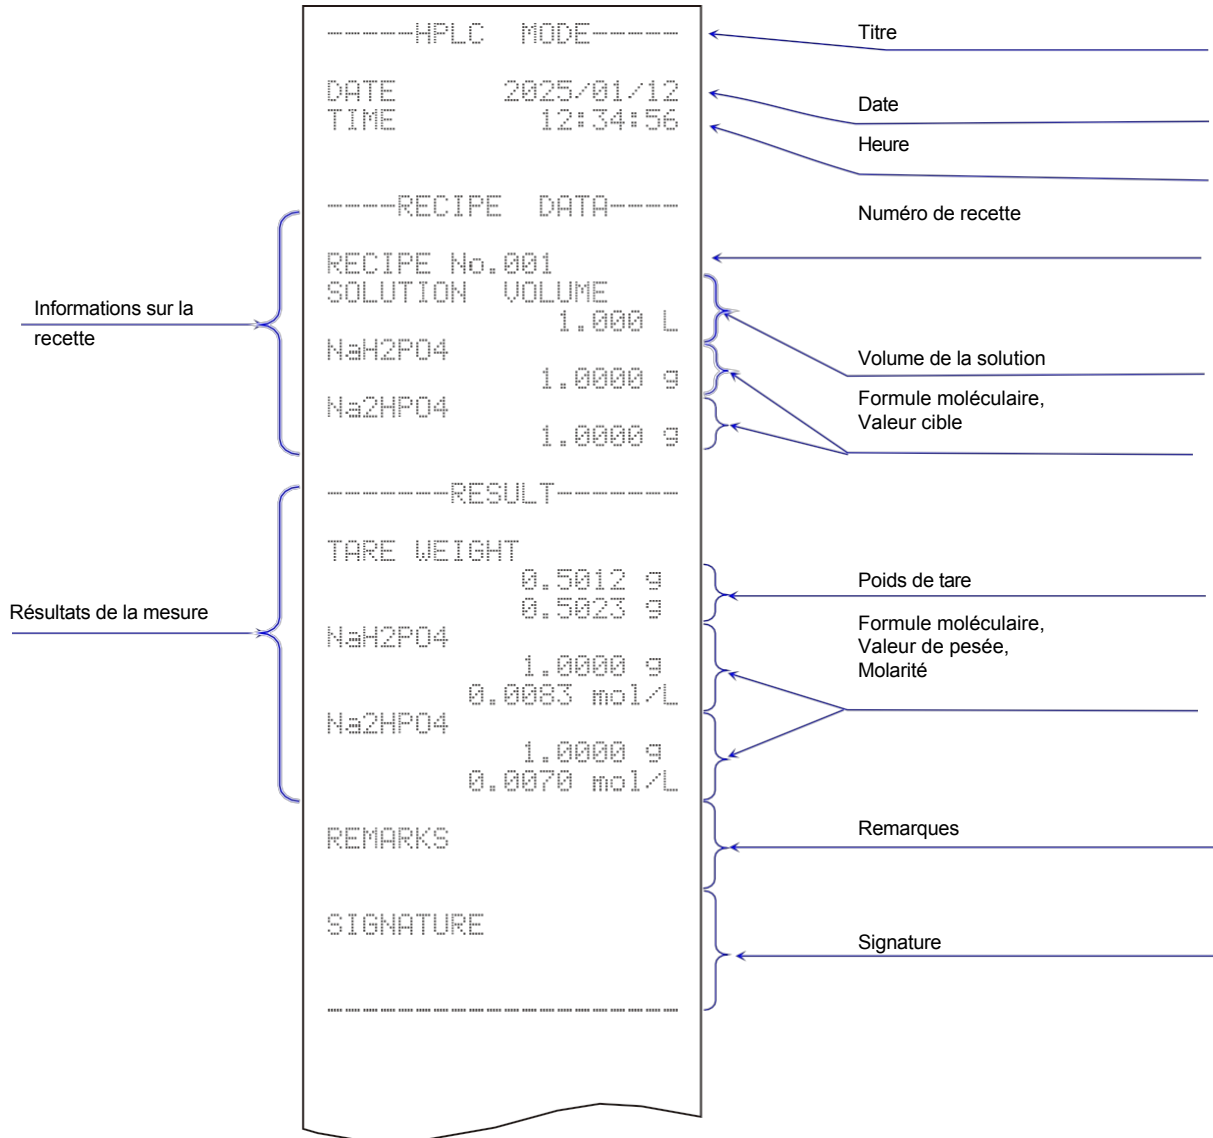 -----HPLC MODE-----
Titre
DATE 2025/01/12
Date
TIME 12:34:56
Heure
----RECIPE DATA----
Numéro de recette
RECIPE No.001
SOLUTION VOLUME
1.000 L
Informations sur la
recette
NaH2PO4
1.0000 g
Volume de la solution
Na2HPO4
1.0000 g
Formule moléculaire,
Valeur cible
-------RESULT-------
TARE WEIGHT
0.5012 g
0.5023 g
Poids de tare
Résultats de la mesure
NaH2PO4
1.0000 g
0.0083 mol/L
Formule moléculaire,
Valeur de pesée,
Molarité
Na2HPO4
1.0000 g
0.0070 mol/L
REMARKS
Remarques
SIGNATURE
Signature
--------------------